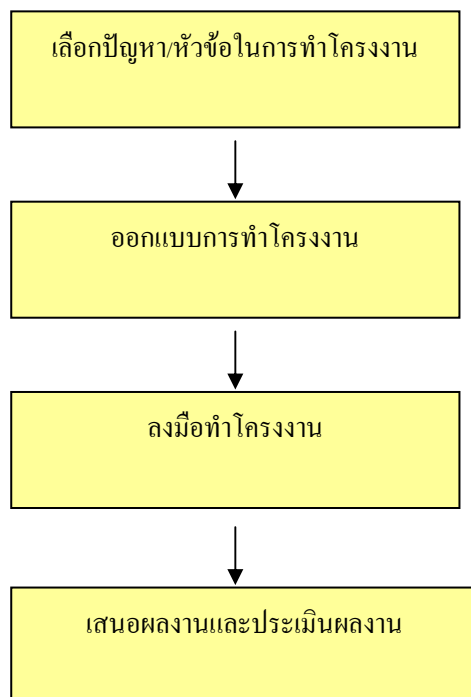 เลือกปัญหา/หัวข้อในการทำโครงงาน
ออกแบบการทำโครงงาน
ลงมือทำโครงงาน
เสนอผลงานและประเมินผลงาน